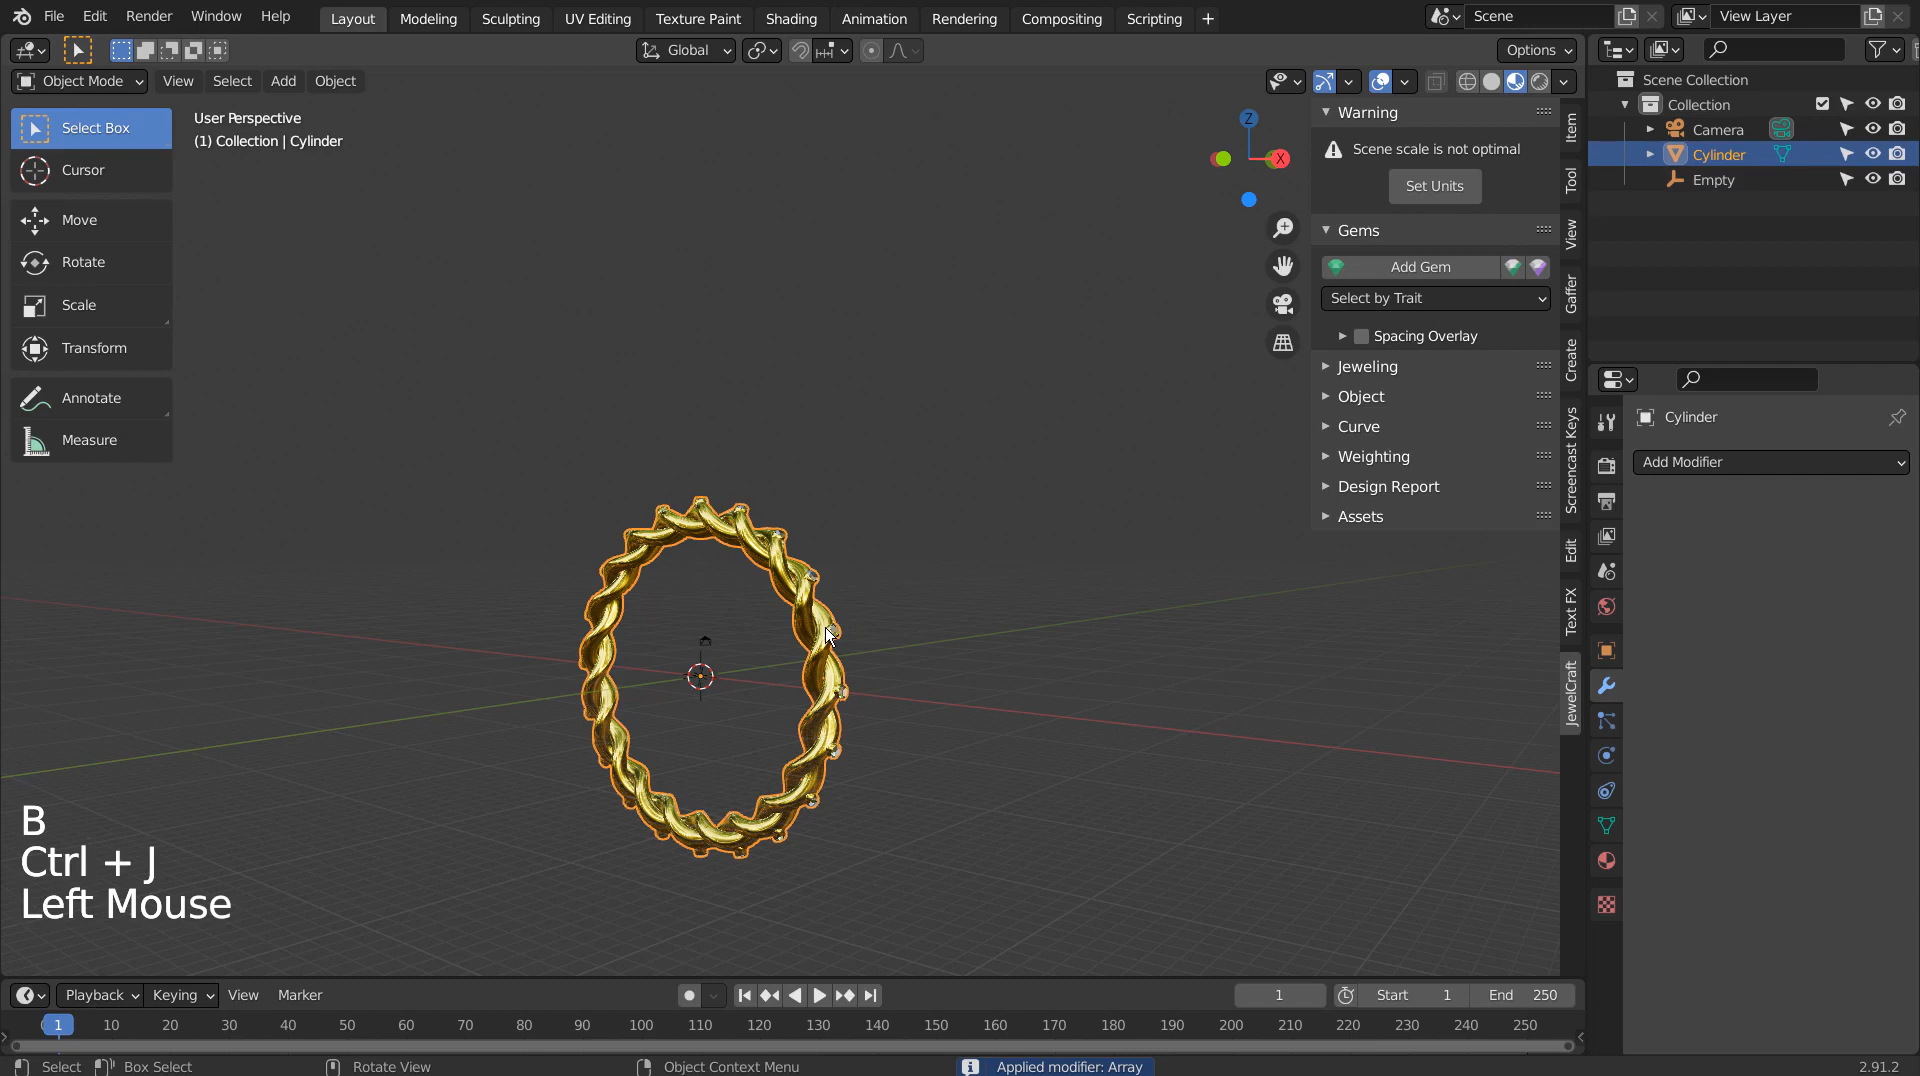 File Edit Render Window Help Layout Modeling Sculpting UV Editing Texture Paint Shading Animation Rendering Compositing Scripting + Scene View Layer
Global Options
Object Mode View Select Add Object
Select Box
Cursor
Move
Rotate
Scale
Transform
Annotate
Measure
User Perspective
(1) Collection | Cylinder
Z
X
Warning
Scene scale is not optimal
Set Units
Gems
Add Gem
Select by Trait
Spacing Overlay
Jeweling
Object
Curve
Weighting
Design Report
Assets
Item
Tool
View
Gaffer
Create
Screencast Keys
Edit
Text FX
JewelCraft
Scene Collection
Collection
Camera
Cylinder
Empty
Cylinder
Add Modifier
B
Ctrl + J
Left Mouse
Playback Keying View Marker 1 Start 1 End 250
1 10 20 30 40 50 60 70 80 90 100 110 120 130 140 150 160 170 180 190 200 210 220 230 240 250
Select Box Select Rotate View Object Context Menu Applied modifier: Array 2.91.2